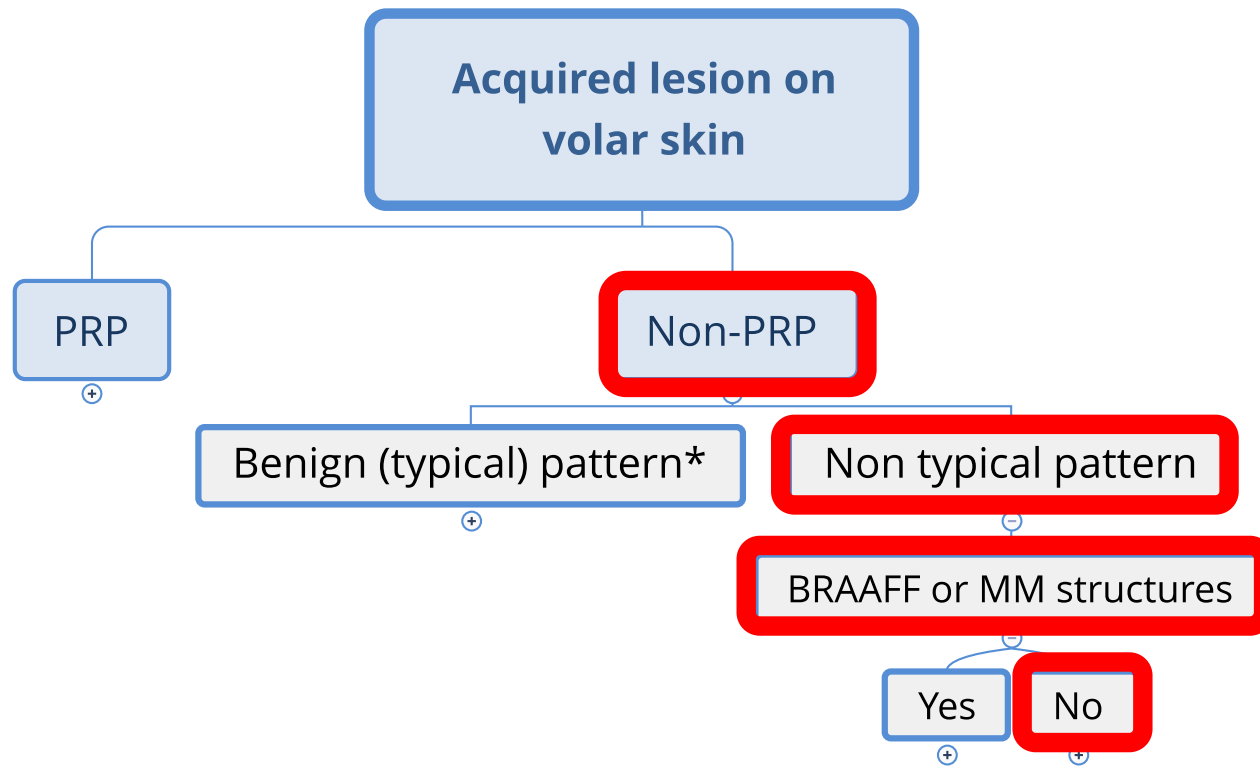 Acquired lesion on
volar skin
PRP
Non-PRP
Benign (typical) pattern*
Non typical pattern
BRAAFF or MM structures
Yes
No